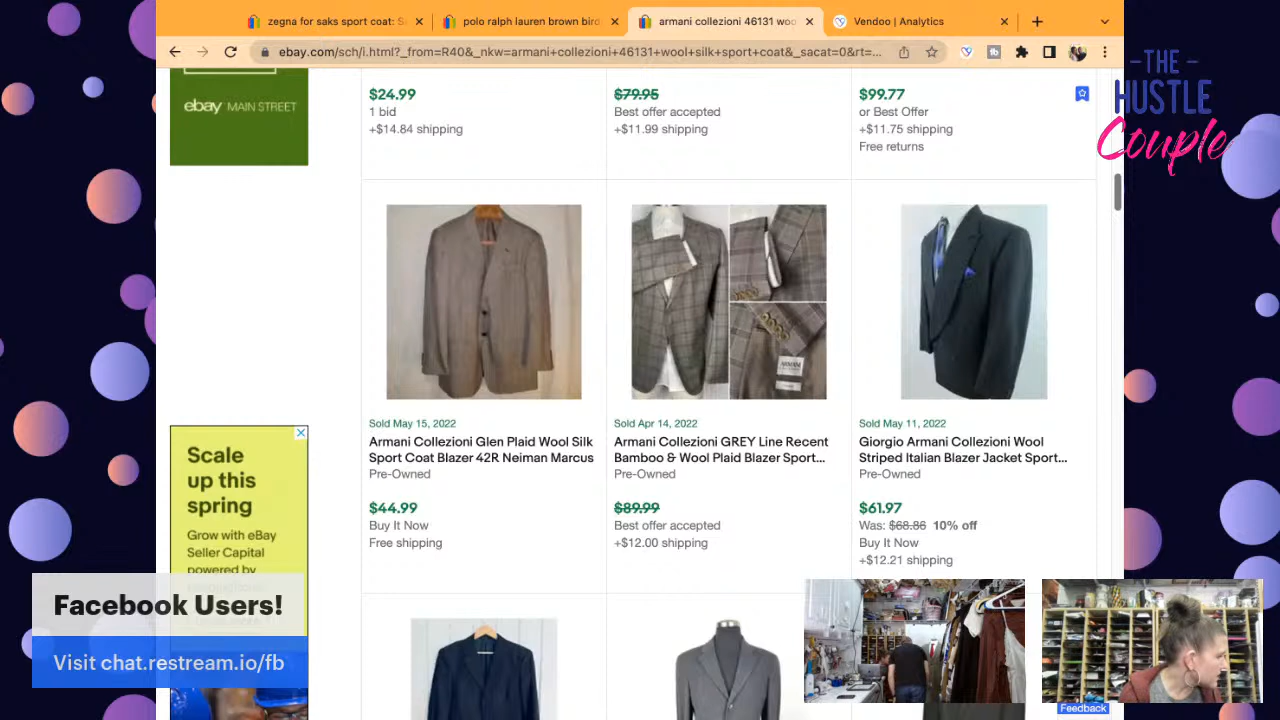 zegna for saks sport coat: S
polo ralph lauren brown bird
armani collezioni 46131 woo
Vendoo | Analytics
ebay.com/sch/i.html?_from=R40&_nkw=armani+collezioni+46131+wool+silk+sport+coat&_sacat=0&rt=...
THE
HUSTLE
Couple
ebay MAIN STREET
$24.99
1 bid
+$14.84 shipping
$79.95
Best offer accepted
+$11.99 shipping
$99.77
or Best Offer
+$11.75 shipping
Free returns
Sold May 15, 2022
Armani Collezioni Glen Plaid Wool Silk
Sport Coat Blazer 42R Neiman Marcus
Pre-Owned
$44.99
Buy It Now
Free shipping
ARMANI
Sold Apr 14, 2022
Armani Collezioni GREY Line Recent
Bamboo & Wool Plaid Blazer Sport...
Pre-Owned
$89.99
Best offer accepted
+$12.00 shipping
Sold May 11, 2022
Giorgio Armani Collezioni Wool
Striped Italian Blazer Jacket Sport...
Pre-Owned
$61.97
Was: $68.86 10% off
Buy It Now
+$12.21 shipping
Scale
up this
spring
Grow with eBay
Seller Capital
powered by
Facebook Users!
Visit chat.restream.io/fb
Feedback